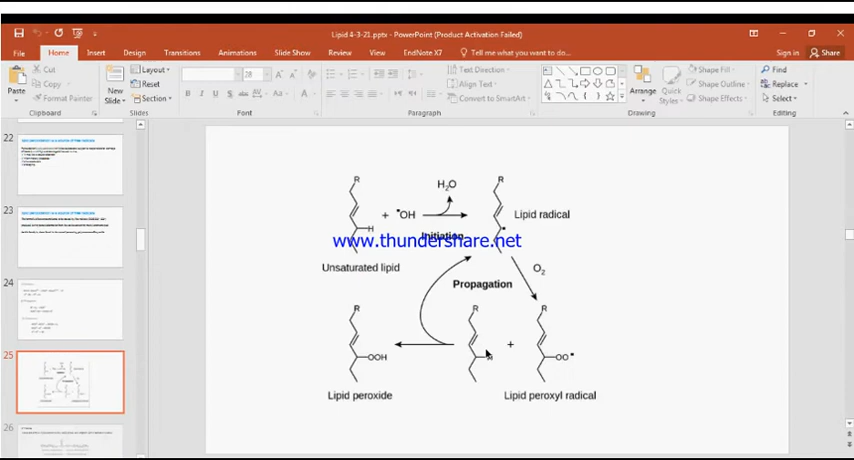 Lipid 4-3-21.pptx - PowerPoint (Product Activation Failed)
File Home Insert Design Transitions Animations Slide Show Review View EndNote X7 Tell me what you want to do... Sign in Share
Cut
Copy
Format Painter
Paste
Clipboard
New Slide
Layout
Reset
Section
Slides
28
Font
Text Direction
Align Text
Convert to SmartArt
Paragraph
Arrange
Quick Styles
Shape Fill
Shape Outline
Shape Effects
Drawing
Find
Replace
Select
Editing
22
23
24
25
26
R
H
+ •OH
H2O
Initiation
R
Lipid radical
www.thundershare.net
Unsaturated lipid
O2
Propagation
R
OOH
R
H
+
R
OO•
Lipid peroxide
Lipid peroxyl radical